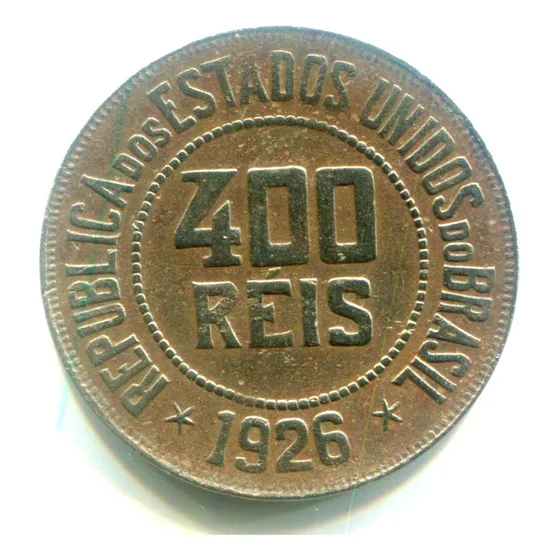 REPUBLICA DOS ESTADOS UNIDOS DO BRASIL
400
RÉIS
* 1926 *